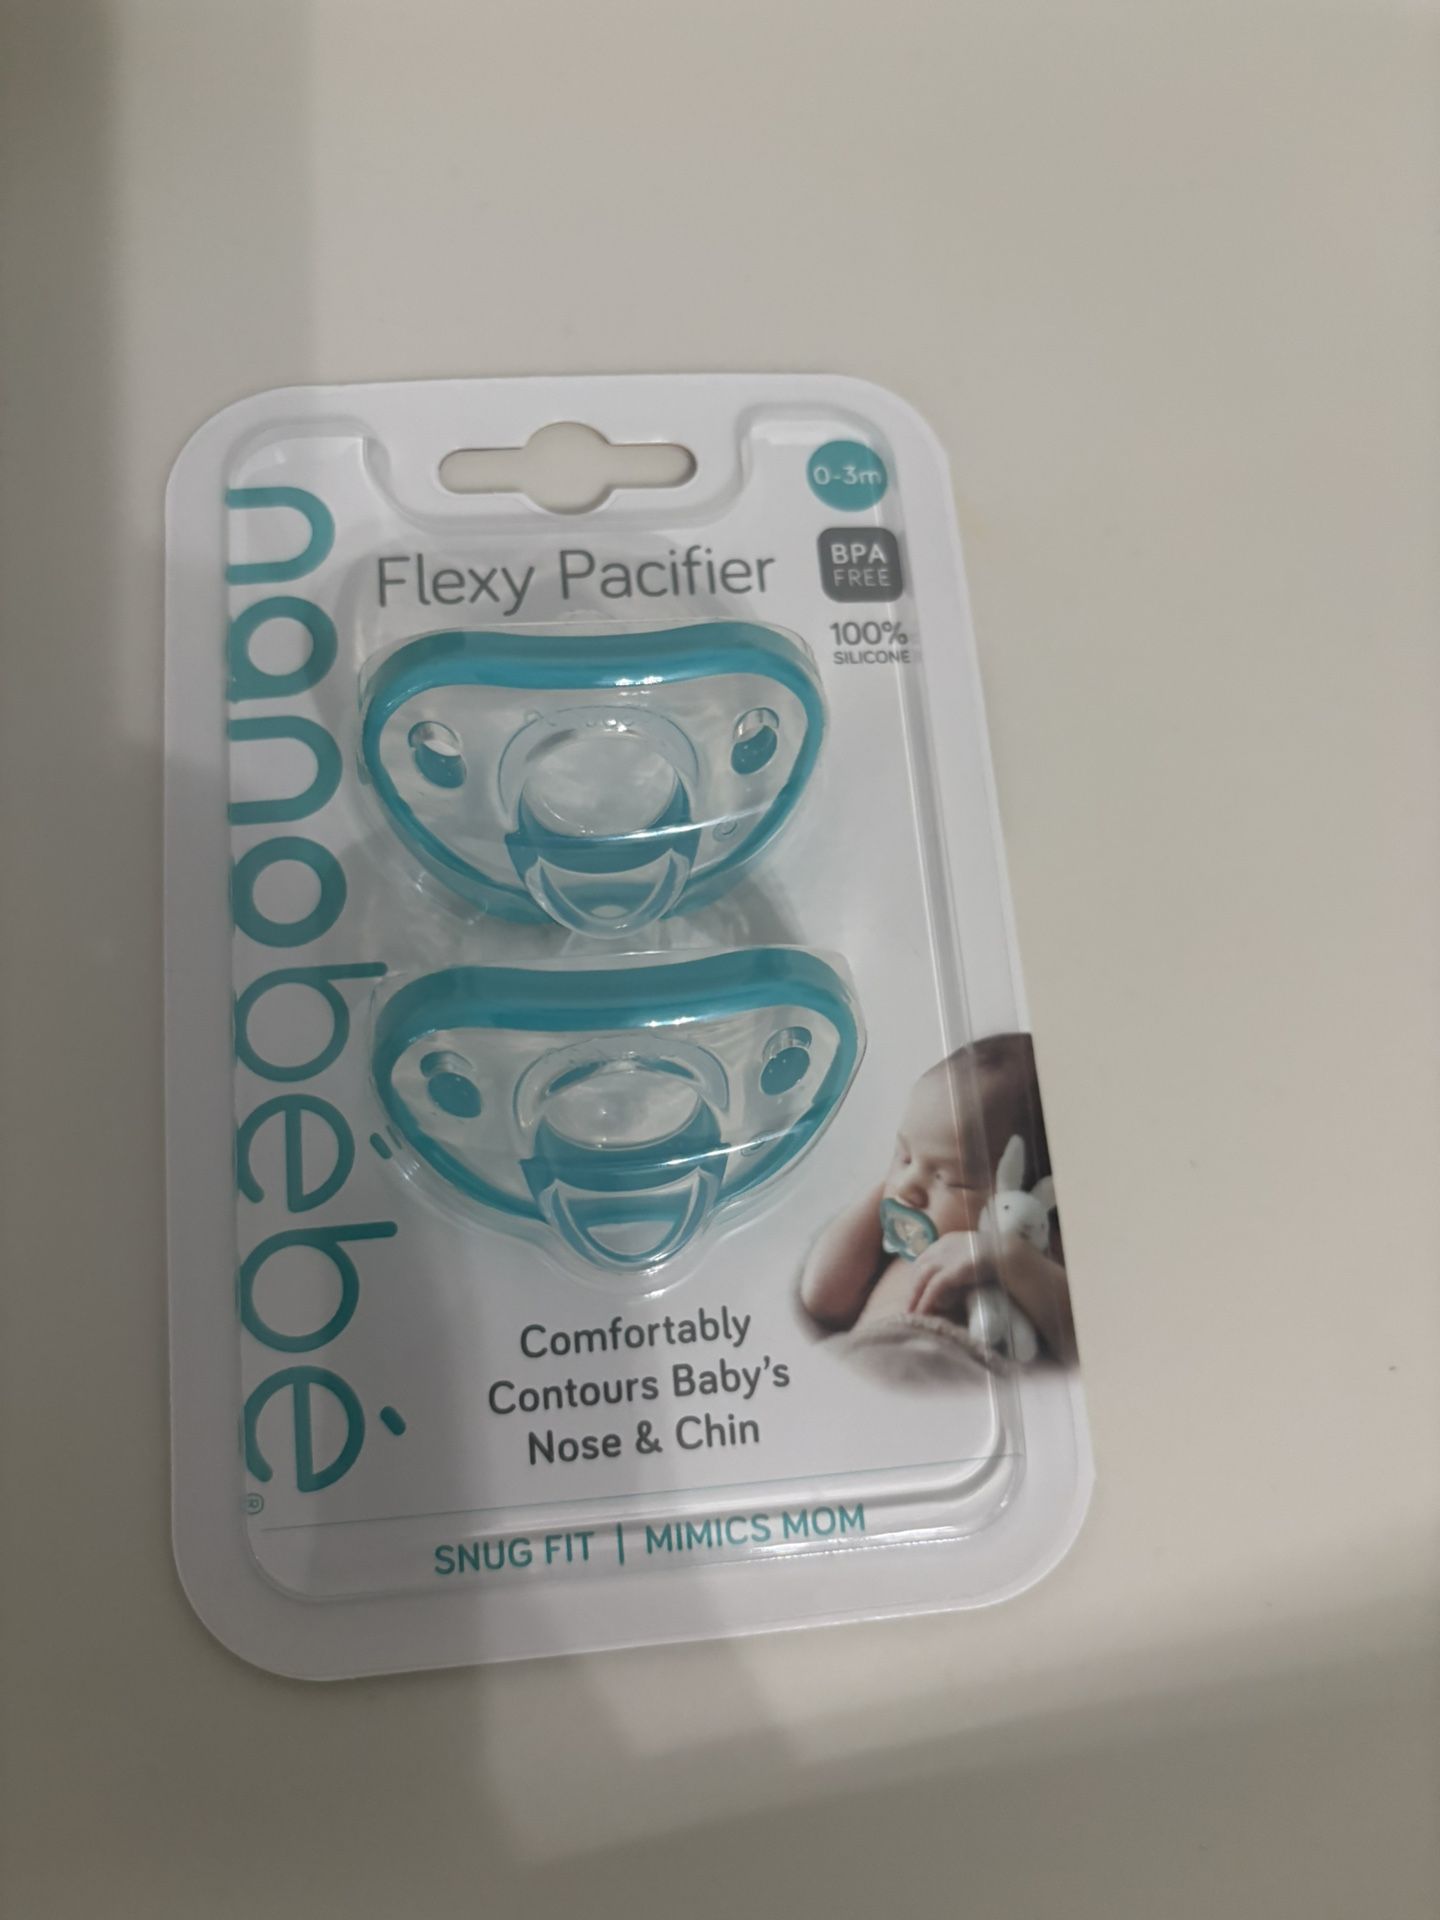 nanobébé®
0-3m
Flexy Pacifier
BPA
FREE
100%
SILICONE
Comfortably
Contours Baby's
Nose & Chin
SNUG FIT | MIMICS MOM